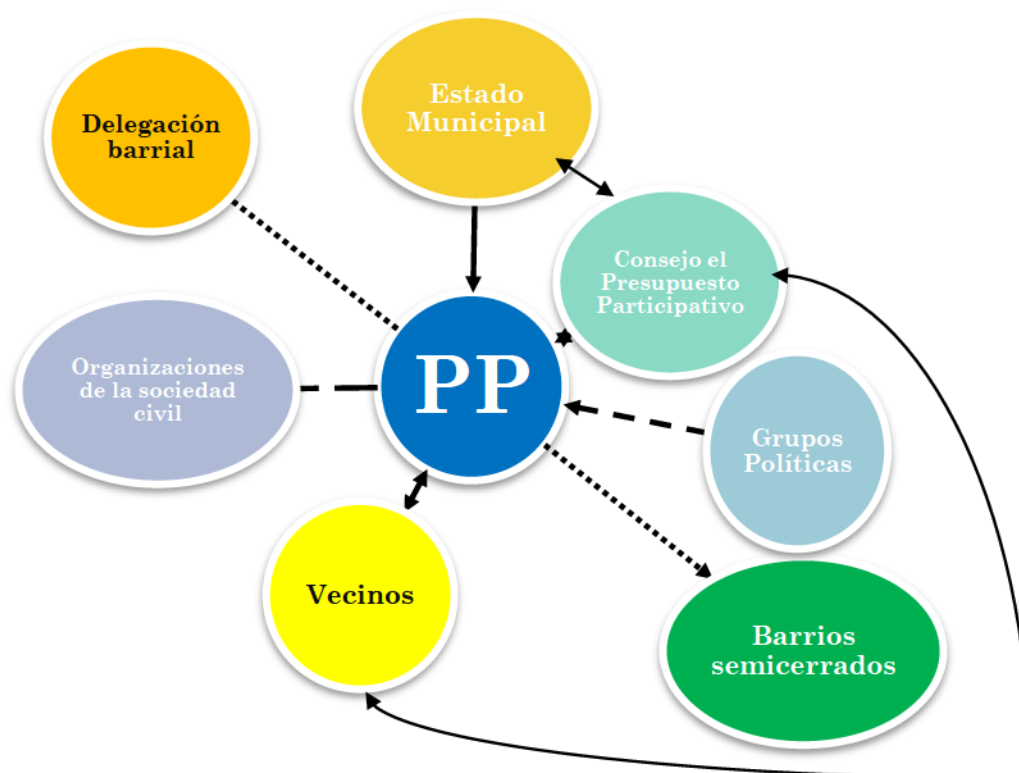 Estado
Municipal
Delegación
barrial
Consejo el
Presupuesto
Participativo
Organizaciones
de la sociedad
civil
PP
Grupos
Políticas
Vecinos
Barrios
semicerrados